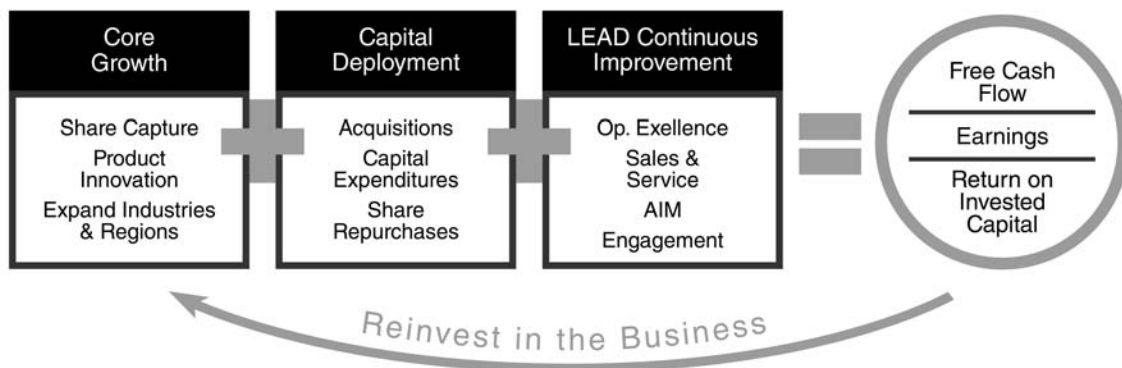 Core
Growth
Share Capture
Product
Innovation
Expand Industries
& Regions
Capital
Deployment
Acquisitions
Capital
Expenditures
Share
Repurchases
LEAD Continuous
Improvement
Op. Exellence
Sales &
Service
AIM
Engagement
Free Cash
Flow
Earnings
Return on
Invested
Capital
Reinvest in the Business